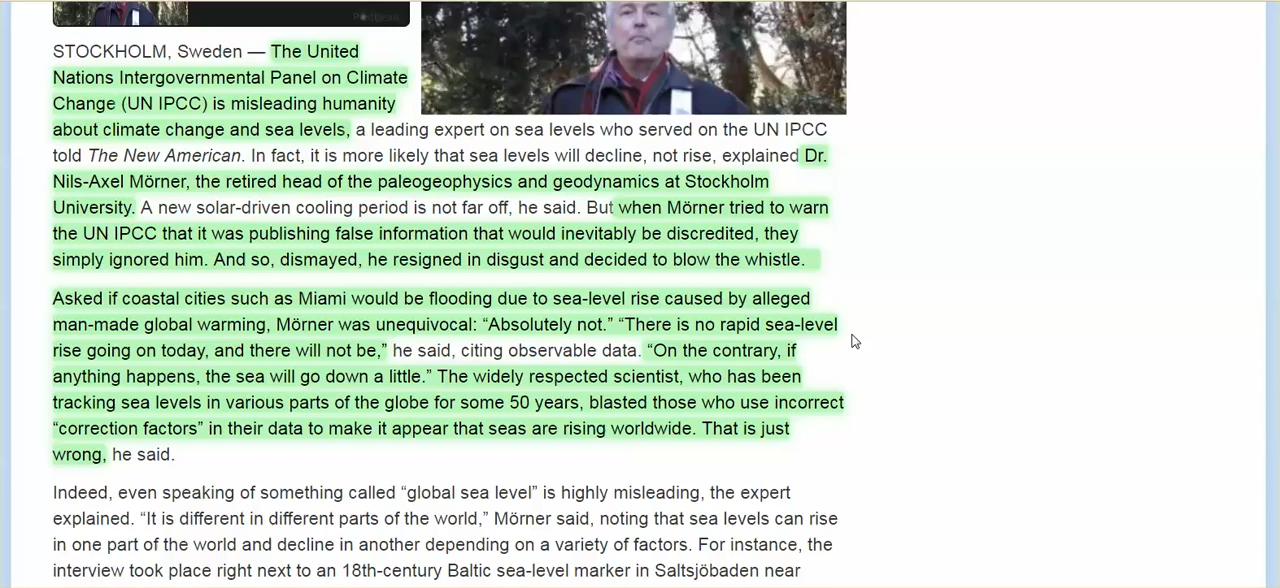 STOCKHOLM, Sweden — The United
Nations Intergovernmental Panel on Climate
Change (UN IPCC) is misleading humanity
about climate change and sea levels, a leading expert on sea levels who served on the UN IPCC
told The New American. In fact, it is more likely that sea levels will decline, not rise, explained Dr.
Nils-Axel Mörner, the retired head of the paleogeophysics and geodynamics at Stockholm
University. A new solar-driven cooling period is not far off, he said. But when Mörner tried to warn
the UN IPCC that it was publishing false information that would inevitably be discredited, they
simply ignored him. And so, dismayed, he resigned in disgust and decided to blow the whistle.
Asked if coastal cities such as Miami would be flooding due to sea-level rise caused by alleged
man-made global warming, Mörner was unequivocal: “Absolutely not.” “There is no rapid sea-level
rise going on today, and there will not be,” he said, citing observable data. “On the contrary, if
anything happens, the sea will go down a little.” The widely respected scientist, who has been
tracking sea levels in various parts of the globe for some 50 years, blasted those who use incorrect
“correction factors” in their data to make it appear that seas are rising worldwide. That is just
wrong, he said.
Indeed, even speaking of something called “global sea level” is highly misleading, the expert
explained. “It is different in different parts of the world,” Mörner said, noting that sea levels can rise
in one part of the world and decline in another depending on a variety of factors. For instance, the
interview took place right next to an 18th-century Baltic sea-level marker in Saltsjöbaden near